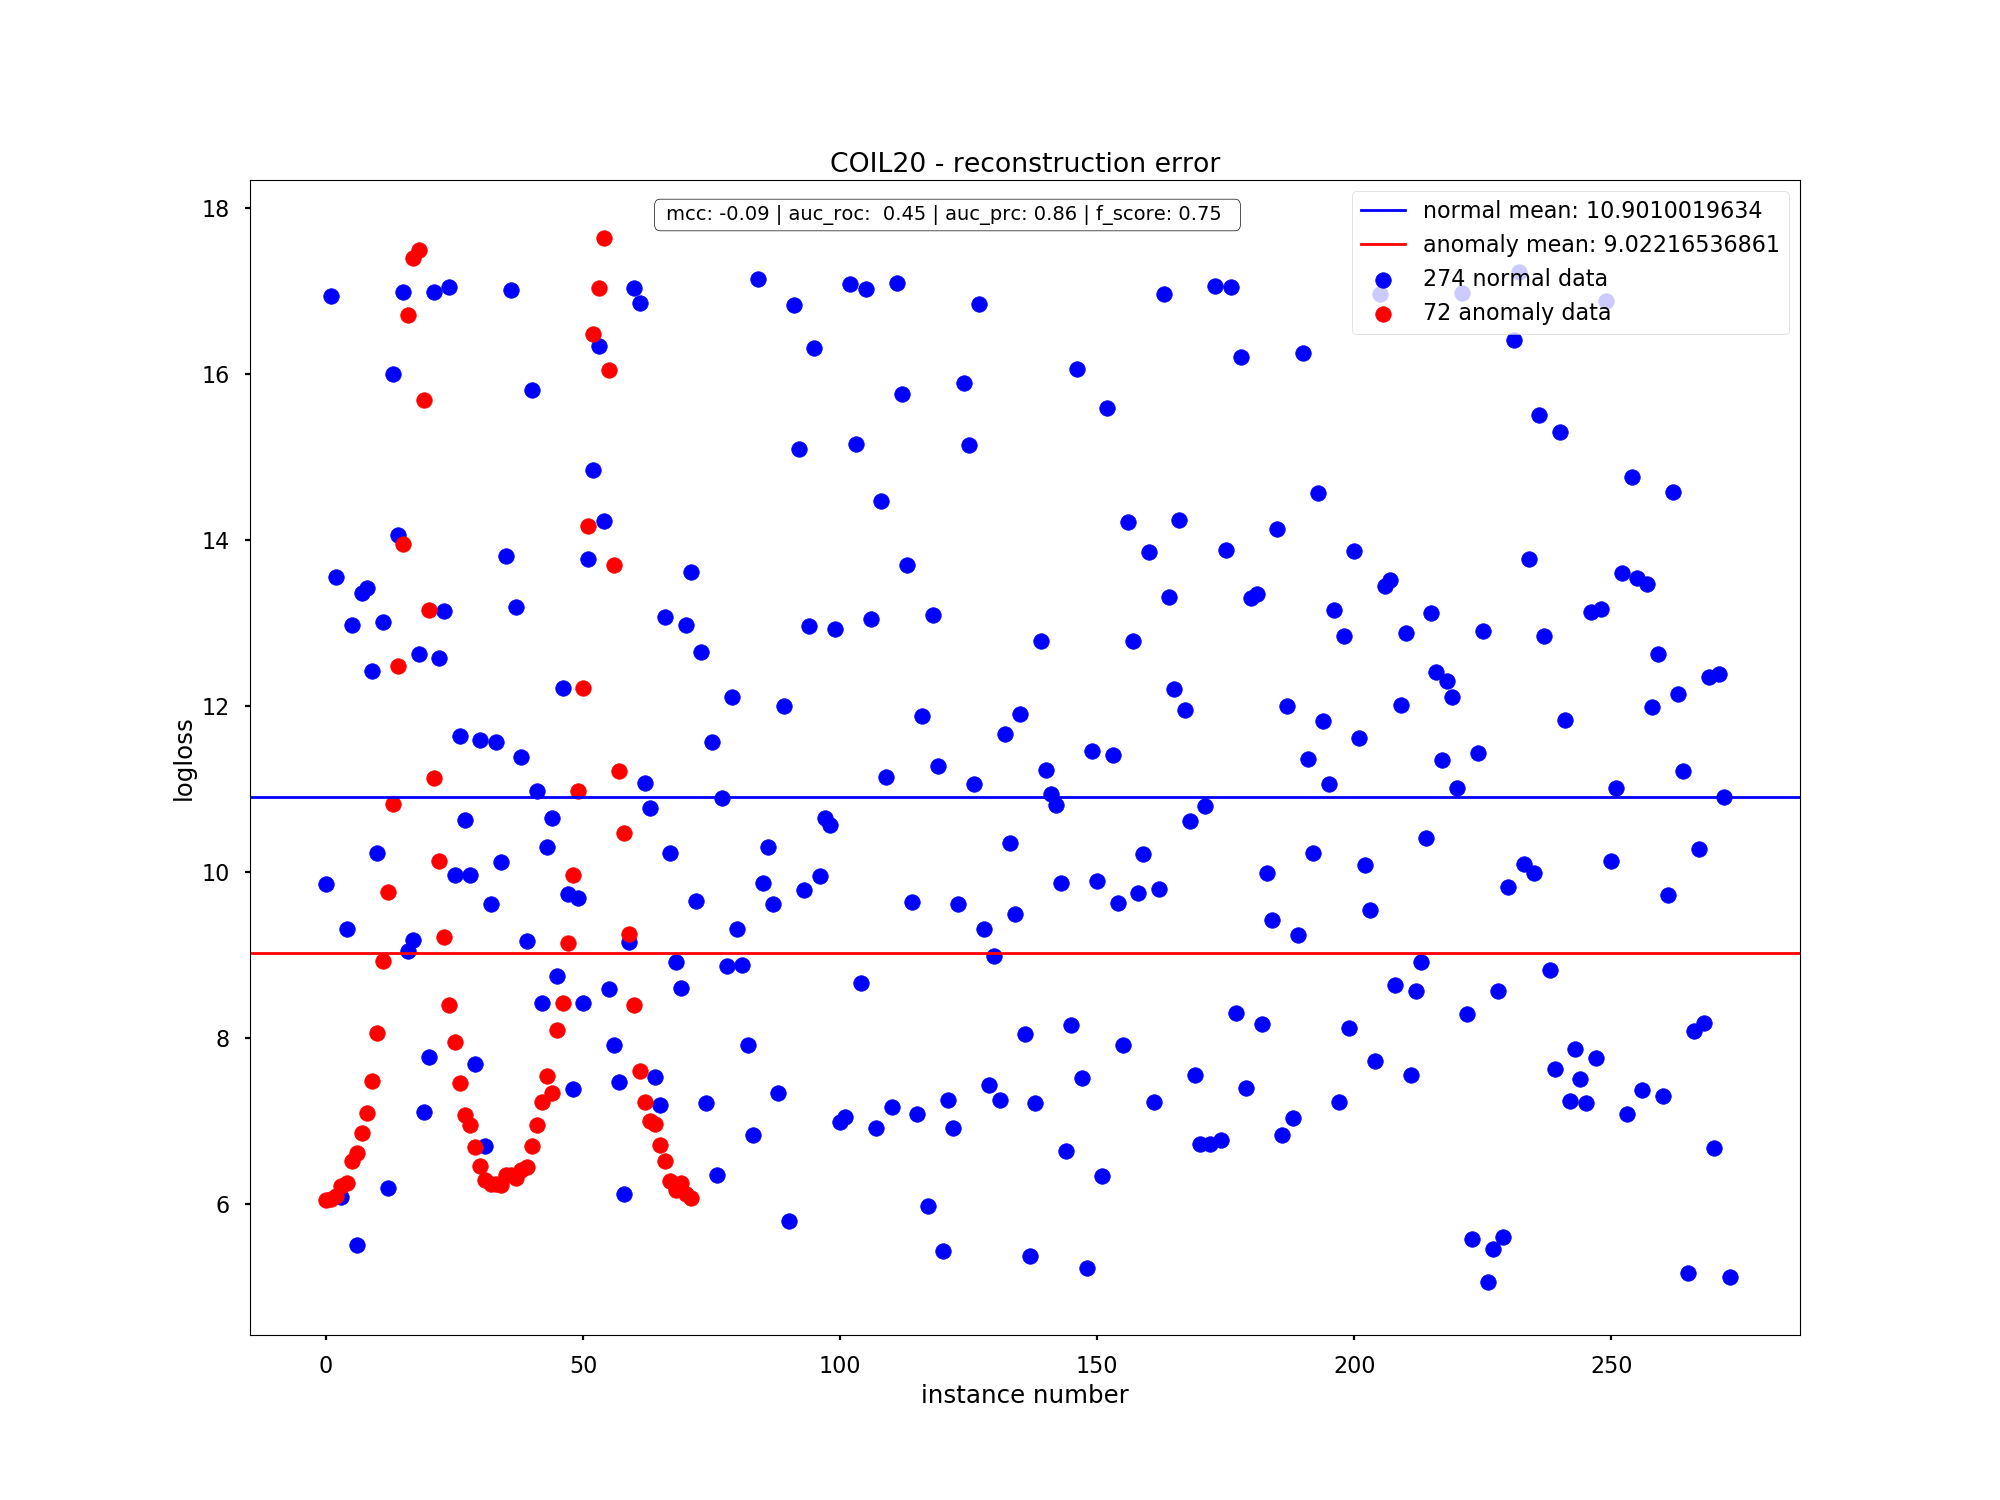 COIL20 - reconstruction error
mcc: -0.09 | auc_roc:  0.45 | auc_prc: 0.86 | f_score: 0.75
normal mean: 10.9010019634
anomaly mean: 9.02216536861
274 normal data
72 anomaly data
18
16
14
12
10
8
6
logloss
0 50 100 150 200 250
instance number